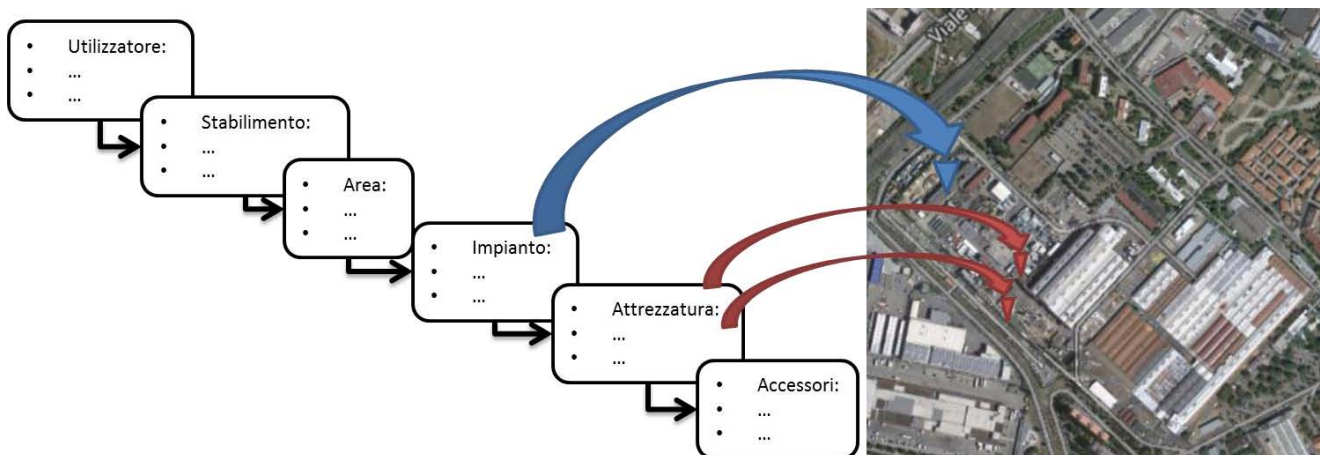 • Utilizzatore:
• ...
• ...
• Stabilimento:
• ...
• ...
• Area:
• ...
• ...
• Impianto:
• ...
• ...
• Attrezzatura:
• ...
• ...
• Accessori:
• ...
• ...
Viale